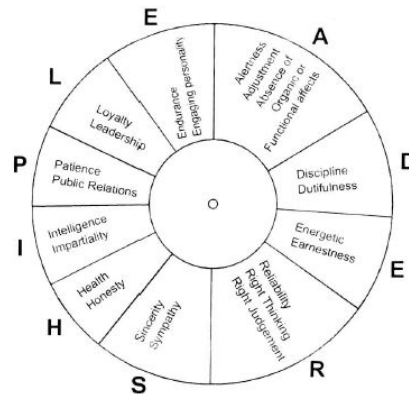 E
Endurance
Engaging personality
A
Alertness
Adjustment
Absence of
Organic or
Functional affects
D
Discipline
Dutifulness
E
Energetic
Earnestness
R
Reliability
Right Thinking
Right Judgement
S
Sincerity
Sympathy
H
Health
Honesty
I
Intelligence
Impartiality
P
Patience
Public Relations
L
Loyalty
Leadership